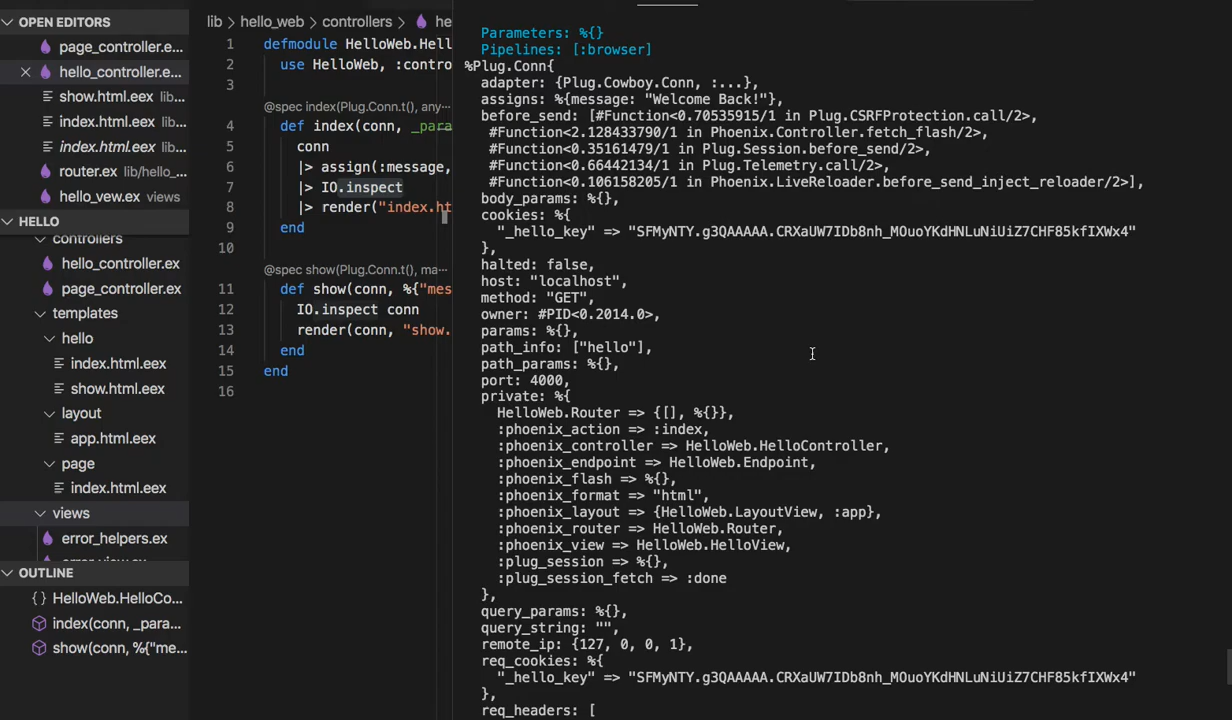 OPEN EDITORS
page_controller.e...
hello_controller.e...
show.html.eex lib...
index.html.eex lib...
index.html.eex lib...
router.ex lib/hello_...
hello_vew.ex views
HELLO
controllers
hello_controller.ex
page_controller.ex
templates
hello
index.html.eex
show.html.eex
layout
app.html.eex
page
index.html.eex
views
error_helpers.ex
error_view.ex
OUTLINE
HelloWeb.HelloCo...
index(conn, _para...
show(conn, %{"me...
lib > hello_web > controllers > he
1 defmodule HelloWeb.Hell
2 use HelloWeb, :contro
3
@spec index(Plug.Conn.t(), any...
4 def index(conn, _para
5 conn
6 |> assign(:message,
7 |> IO.inspect
8 |> render("index.ht
9 end
10
@spec show(Plug.Conn.t(), ma...
11 def show(conn, %{"mes
12 IO.inspect conn
13 render(conn, "show.
14 end
15 end
16
Parameters: %{}
Pipelines: [:browser]
%Plug.Conn{
adapter: {Plug.Cowboy.Conn, :...},
assigns: %{message: "Welcome Back!"},
before_send: [#Function<0.70535915/1 in Plug.CSRFProtection.call/2>,
#Function<2.128433790/1 in Phoenix.Controller.fetch_flash/2>,
#Function<0.35161479/1 in Plug.Session.before_send/2>,
#Function<0.66442134/1 in Plug.Telemetry.call/2>,
#Function<0.106158205/1 in Phoenix.LiveReloader.before_send_inject_reloader/2>],
body_params: %{},
cookies: %{
"_hello_key" => "SFMyNTY.g3QAAAAA.CRXaUW7IDb8nh_MOuoYKdHNLuNiUiZ7CHF85kfIXWx4"
},
halted: false,
host: "localhost",
method: "GET",
owner: #PID<0.2014.0>,
params: %{},
path_info: ["hello"],
path_params: %{},
port: 4000,
private: %{
HelloWeb.Router => {[], %{}},
:phoenix_action => :index,
:phoenix_controller => HelloWeb.HelloController,
:phoenix_endpoint => HelloWeb.Endpoint,
:phoenix_flash => %{},
:phoenix_format => "html",
:phoenix_layout => {HelloWeb.LayoutView, :app},
:phoenix_router => HelloWeb.Router,
:phoenix_view => HelloWeb.HelloView,
:plug_session => %{},
:plug_session_fetch => :done
},
query_params: %{},
query_string: "",
remote_ip: {127, 0, 0, 1},
req_cookies: %{
"_hello_key" => "SFMyNTY.g3QAAAAA.CRXaUW7IDb8nh_MOuoYKdHNLuNiUiZ7CHF85kfIXWx4"
},
req_headers: [